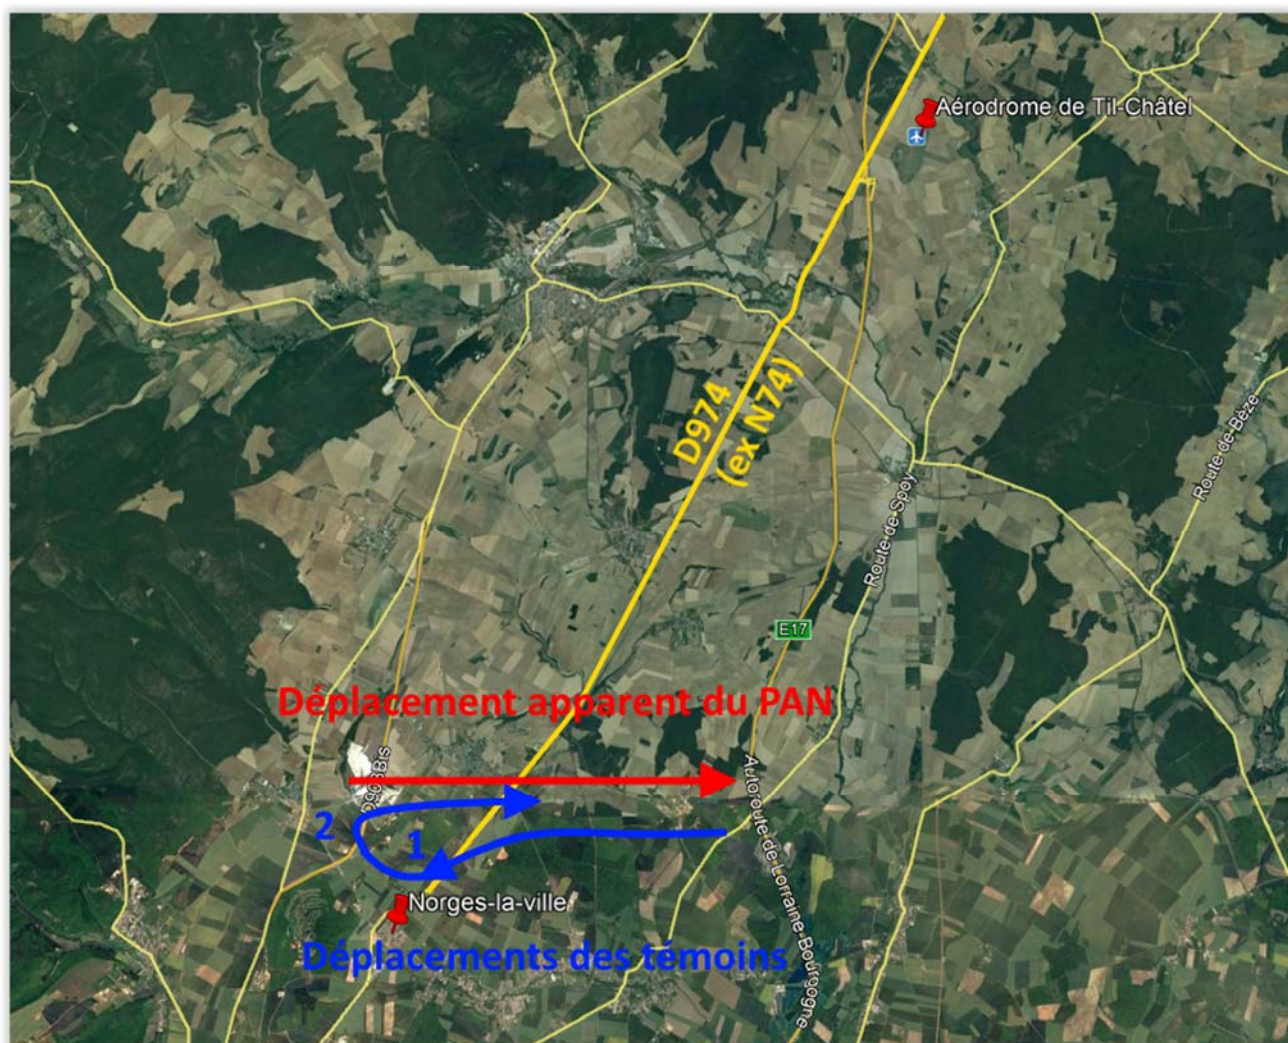 Aérodrome de Til-Châtel
D974
(ex N74)
Route de Bèze
Route de Spoy
E17
Déplacement apparent du PAN
D903Bis
Autoroute de Lorraine-Bourgogne
2
1
Norges-la-ville
Déplacements des témoins